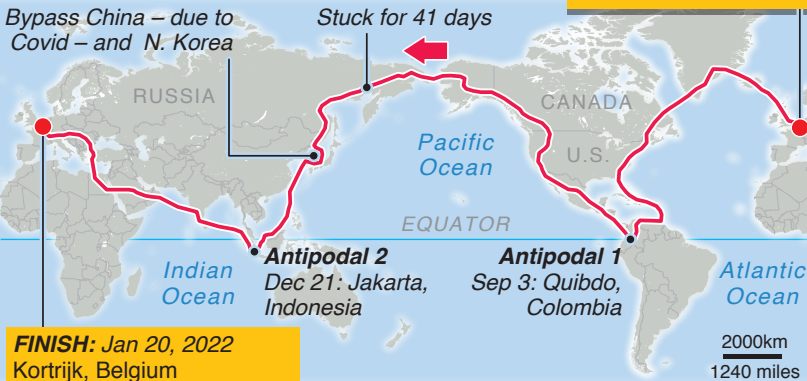 Bypass China – due to
Covid – and N. Korea
Stuck for 41 days
RUSSIA
CANADA
U.S.
Pacific
Ocean
EQUATOR
Antipodal 2
Dec 21: Jakarta,
Indonesia
Antipodal 1
Sep 3: Quibdo,
Colombia
Indian
Ocean
Atlantic
Ocean
FINISH: Jan 20, 2022
Kortrijk, Belgium
2000km
1240 miles